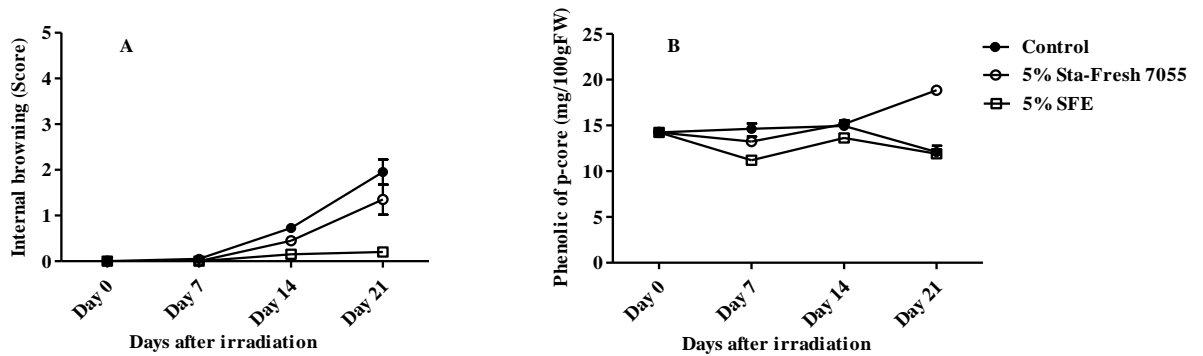 A
Internal browning (Score)
5
4
3
2
1
0
Day 0
Day 7
Day 14
Day 21
Days after irradiation
B
Phenolic of p-core (mg/100gFW)
25
20
15
10
5
0
Day 0
Day 7
Day 14
Day 21
Days after irradiation
Control
5% Sta-Fresh 7055
5% SFE